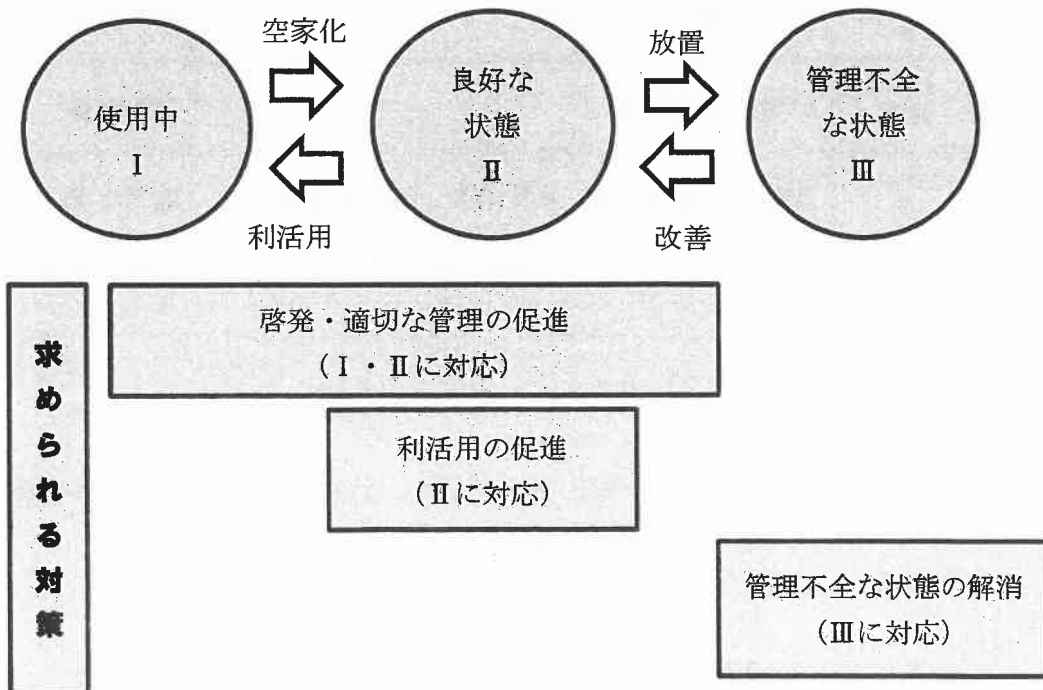 空家化
放置
使用中
Ⅰ
良好な
状態
Ⅱ
管理不全
な状態
Ⅲ
利活用
改善
求められる対策
啓発・適切な管理の促進
(Ⅰ・Ⅱに対応)
利活用の促進
(Ⅱに対応)
管理不全な状態の解消
(Ⅲに対応)